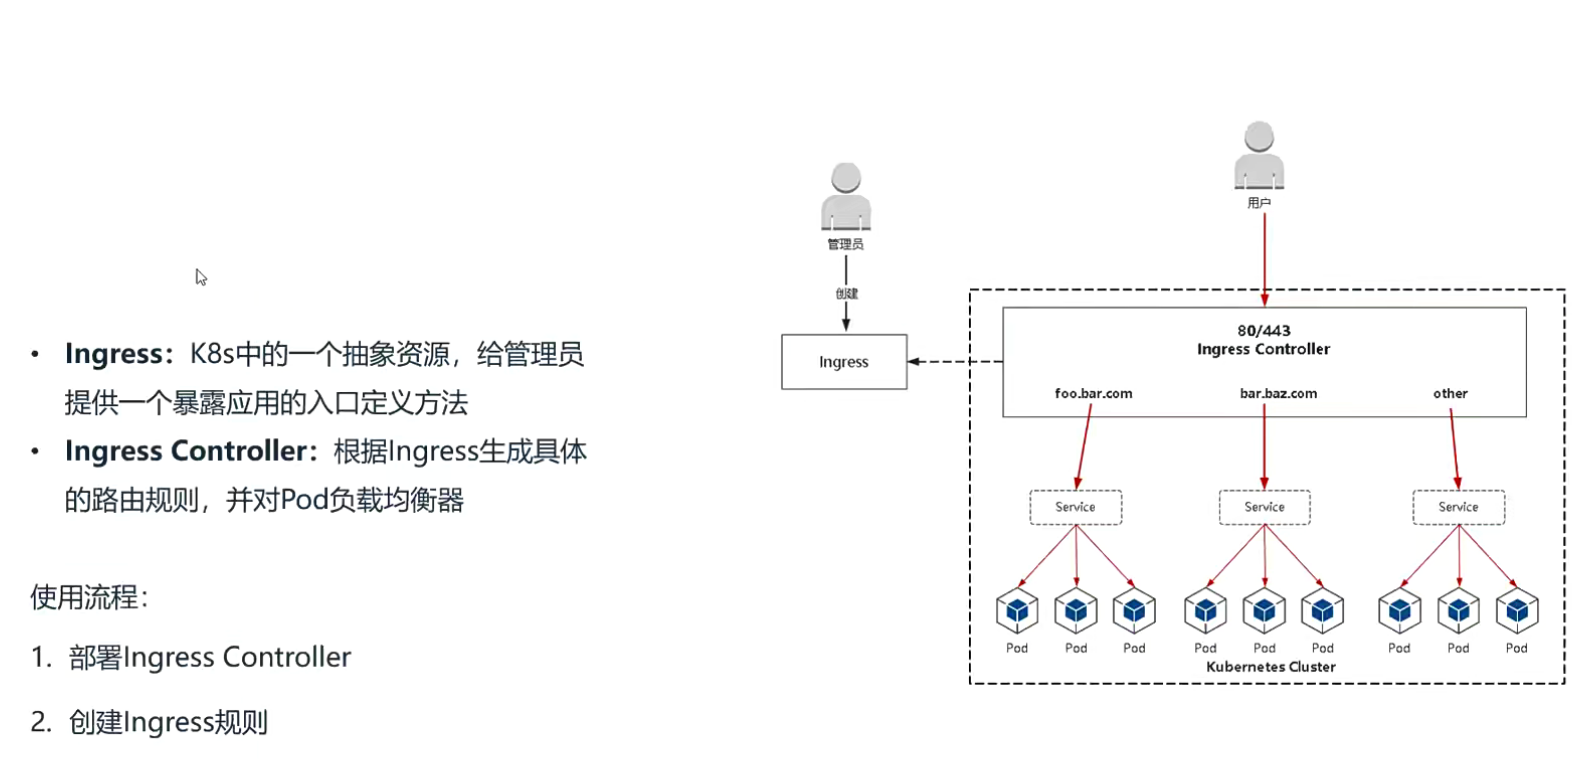 • Ingress：K8s中的一个抽象资源，给管理员
提供一个暴露应用的入口定义方法
• Ingress Controller：根据Ingress生成具体
的路由规则，并对Pod负载均衡器
使用流程：
1. 部署Ingress Controller
2. 创建Ingress规则
管理员
创建
Ingress
用户
80/443
Ingress Controller
foo.bar.com bar.baz.com other
Service Service Service
Pod Pod Pod Pod Pod Pod Pod Pod Pod
Kubernetes Cluster